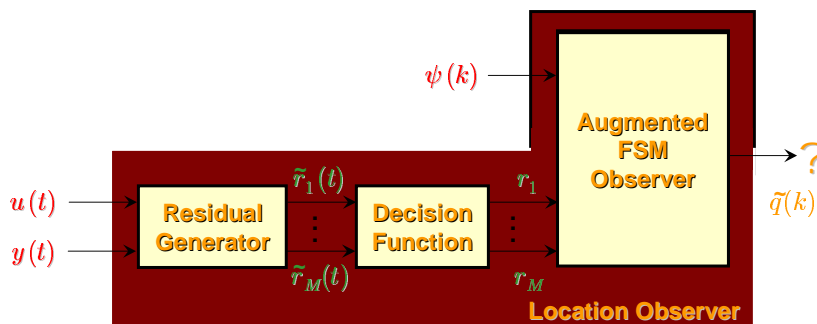 ψ(k)
Augmented
FSM
Observer
?
q̃(k)
u(t)
y(t)
Residual
Generator
r̃₁(t)
⋮
r̃_M(t)
Decision
Function
r₁
⋮
r_M
Location Observer